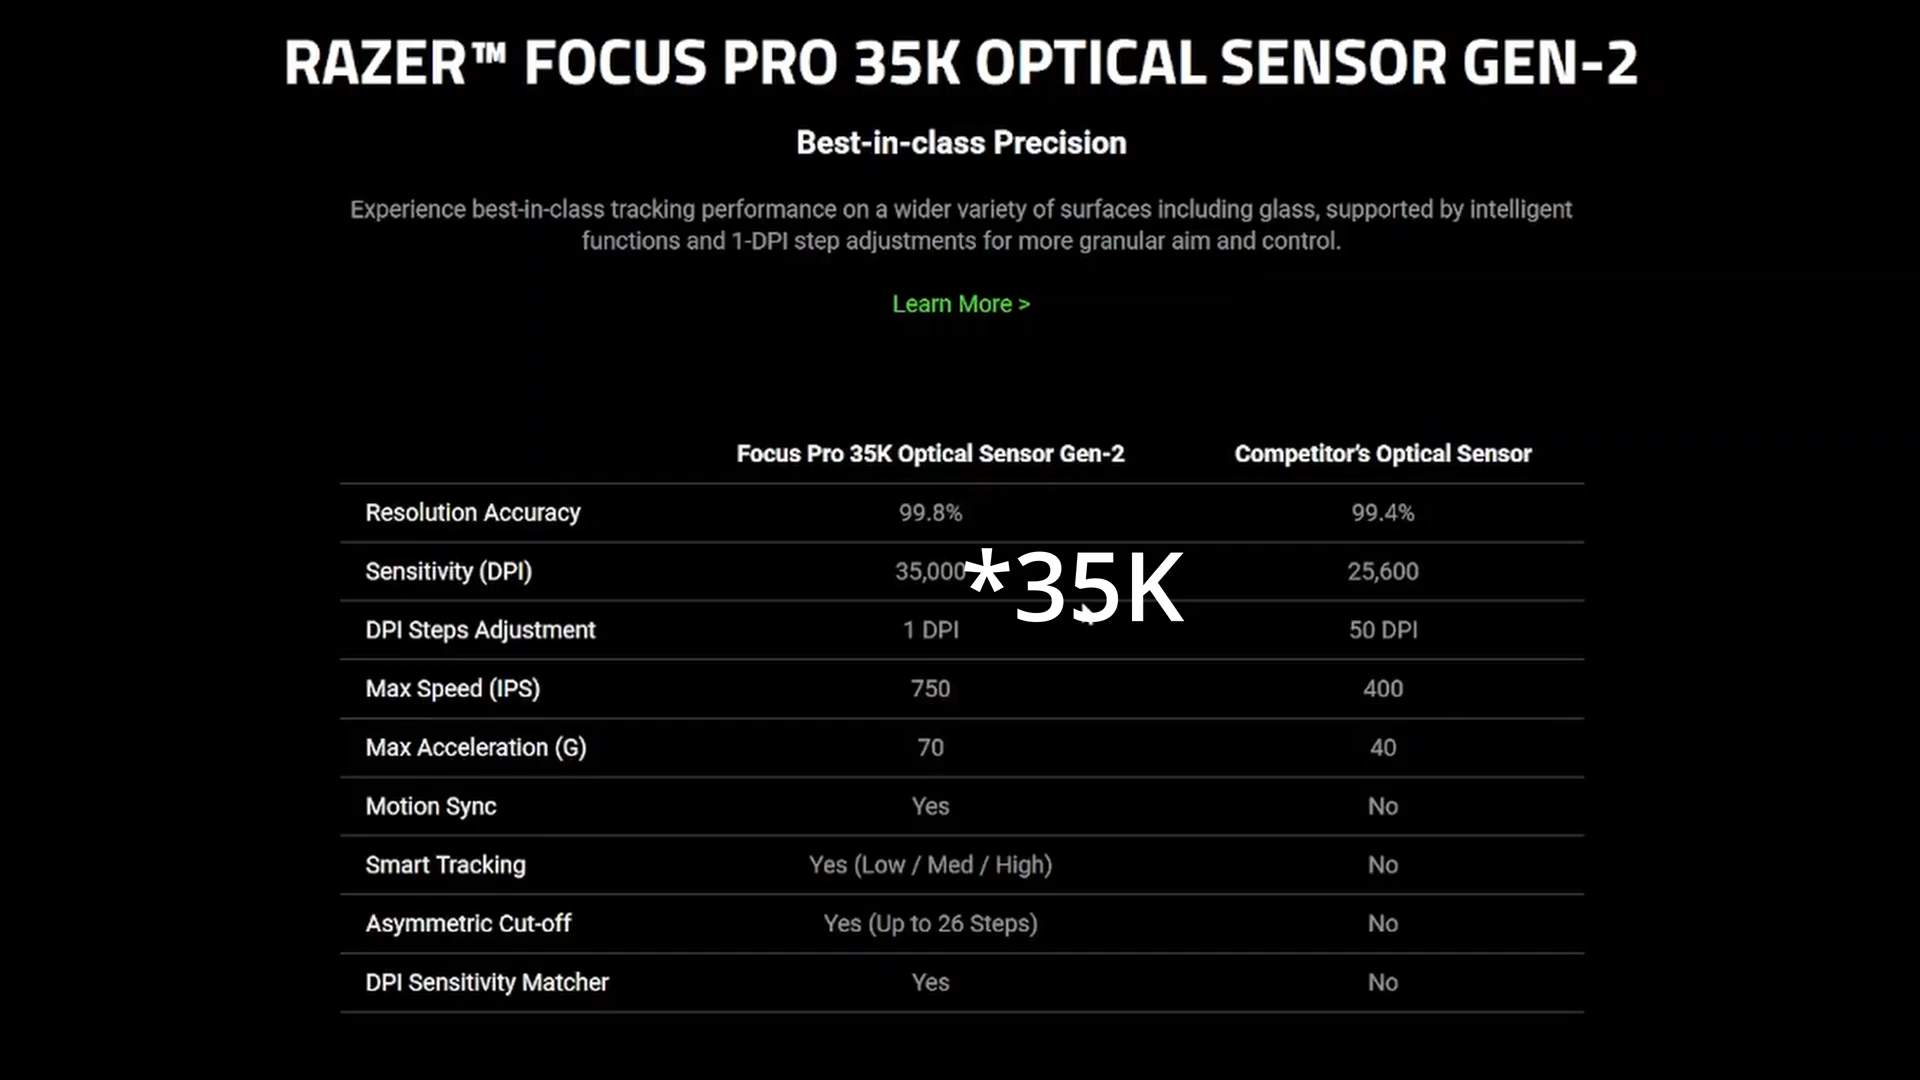 RAZER™ FOCUS PRO 35K OPTICAL SENSOR GEN-2
Best-in-class Precision
Experience best-in-class tracking performance on a wider variety of surfaces including glass, supported by intelligent
functions and 1-DPI step adjustments for more granular aim and control.
Learn More >
Focus Pro 35K Optical Sensor Gen-2 Competitor's Optical Sensor
Resolution Accuracy 99.8% 99.4%
Sensitivity (DPI) 35,000 25,600
*35K
DPI Steps Adjustment 1 DPI 50 DPI
Max Speed (IPS) 750 400
Max Acceleration (G) 70 40
Motion Sync Yes No
Smart Tracking Yes (Low / Med / High) No
Asymmetric Cut-off Yes (Up to 26 Steps) No
DPI Sensitivity Matcher Yes No